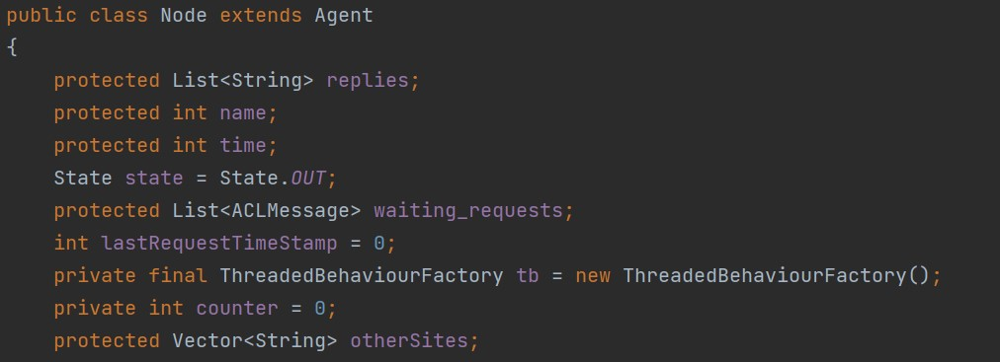 public class Node extends Agent
{
    protected List<String> replies;
    protected int name;
    protected int time;
    State state = State.OUT;
    protected List<ACLMessage> waiting_requests;
    int lastRequestTimeStamp = 0;
    private final ThreadedBehaviourFactory tb = new ThreadedBehaviourFactory();
    private int counter = 0;
    protected Vector<String> otherSites;